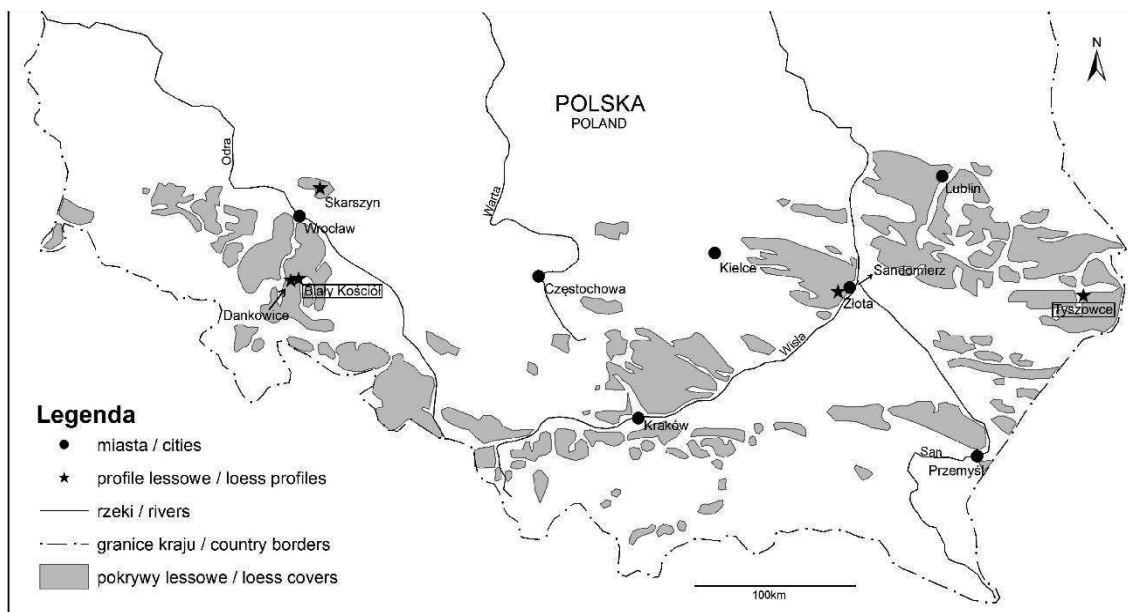 N
POLSKA
POLAND
Odra
Warta
Skarszyn
Wrocław
Lublin
Kielce
Sandomierz
Częstochowa
Biały Kościół
Złota
Dankowice
Tyszowce
Wisła
Legenda
miasta / cities
Kraków
San
Przemyśl
profile lessowe / loess profiles
rzeki / rivers
granice kraju / country borders
pokrywy lessowe / loess covers
100km